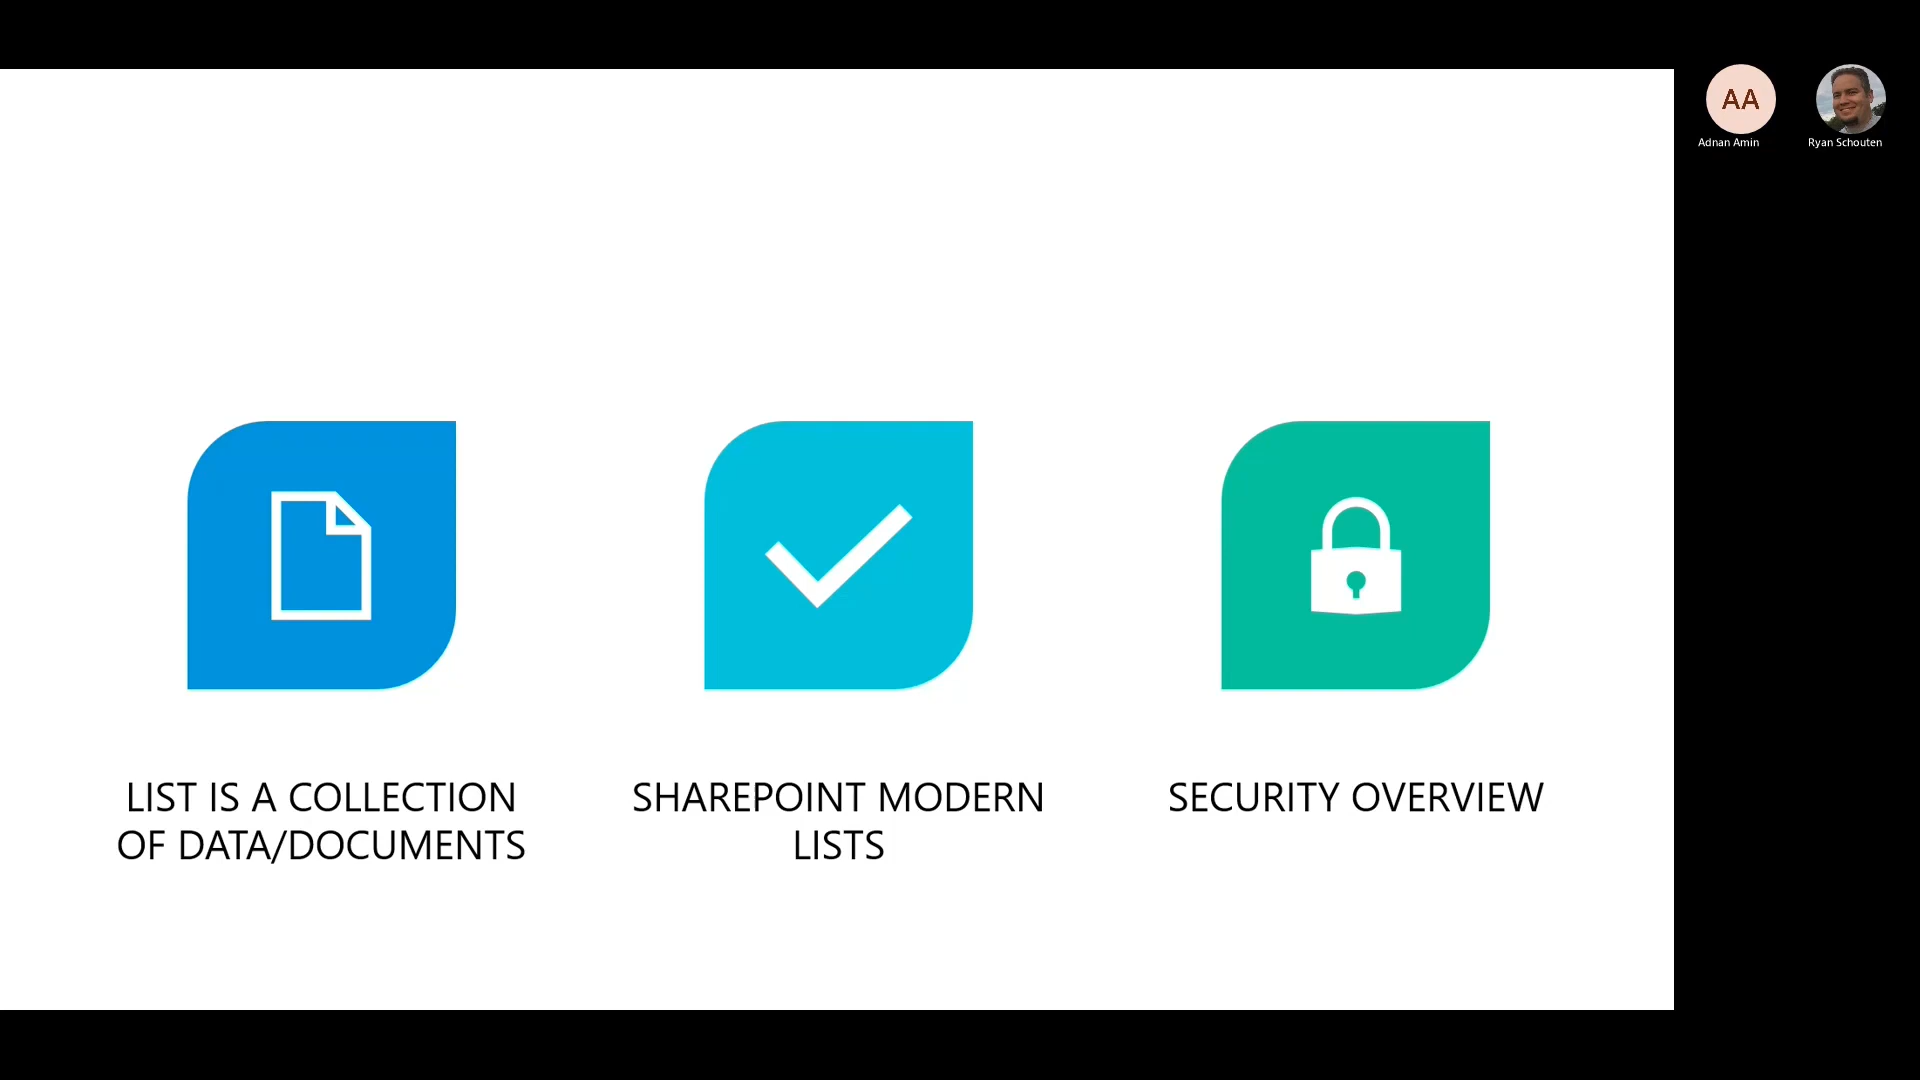 AA
Adnan Amin
Ryan Schouten
LIST IS A COLLECTION
OF DATA/DOCUMENTS
SHAREPOINT MODERN
LISTS
SECURITY OVERVIEW